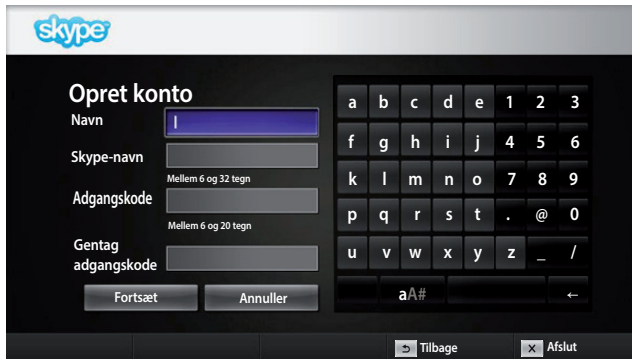 skype
Opret konto
Navn
Skype-navn
Mellem 6 og 32 tegn
Adgangskode
Mellem 6 og 20 tegn
Gentag
adgangskode
Fortsæt Annuller
a b c d e 1 2 3
f g h i j 4 5 6
k l m n o 7 8 9
p q r s t . @ 0
u v w x y z _ /
aA# ←
Tilbage X Afslut